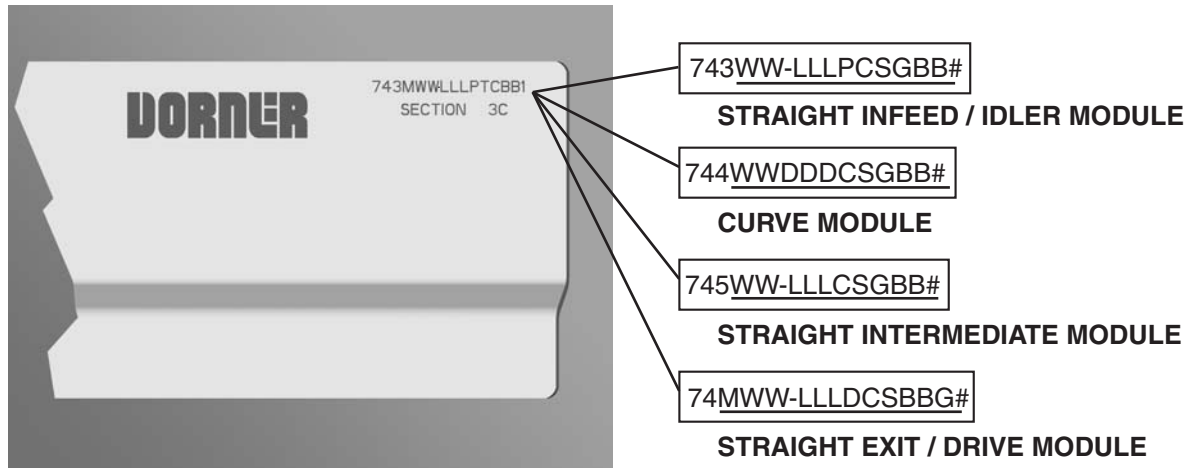 DORNER
743MWWLLLPTCBB1
SECTION 3C
743WW-LLLPCSGBB#
STRAIGHT INFEED / IDLER MODULE
744WWDDDCSGBB#
CURVE MODULE
745WW-LLLCSGBB#
STRAIGHT INTERMEDIATE MODULE
74MWW-LLLDCSBBG#
STRAIGHT EXIT / DRIVE MODULE